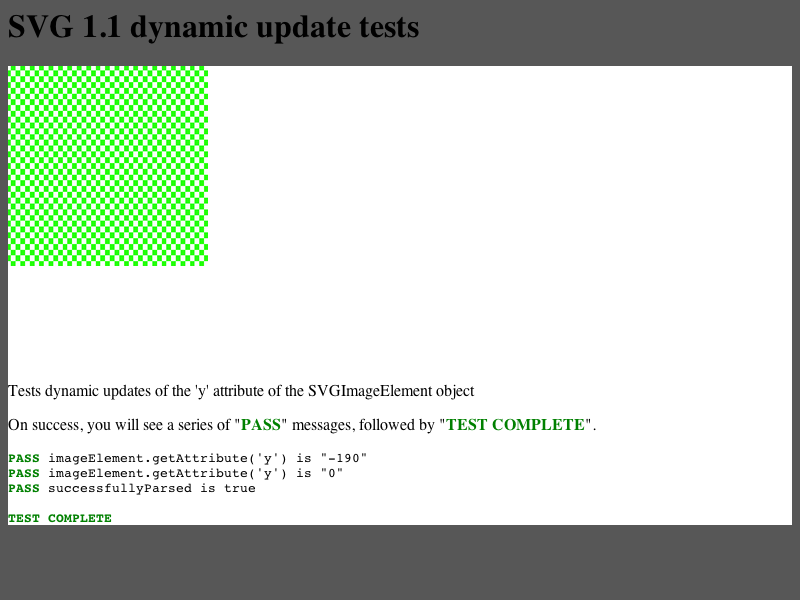 SVG 1.1 dynamic update tests
Tests dynamic updates of the 'y' attribute of the SVGImageElement object
On success, you will see a series of "PASS" messages, followed by "TEST COMPLETE".
PASS imageElement.getAttribute('y') is "-190"
PASS imageElement.getAttribute('y') is "0"
PASS successfullyParsed is true
TEST COMPLETE